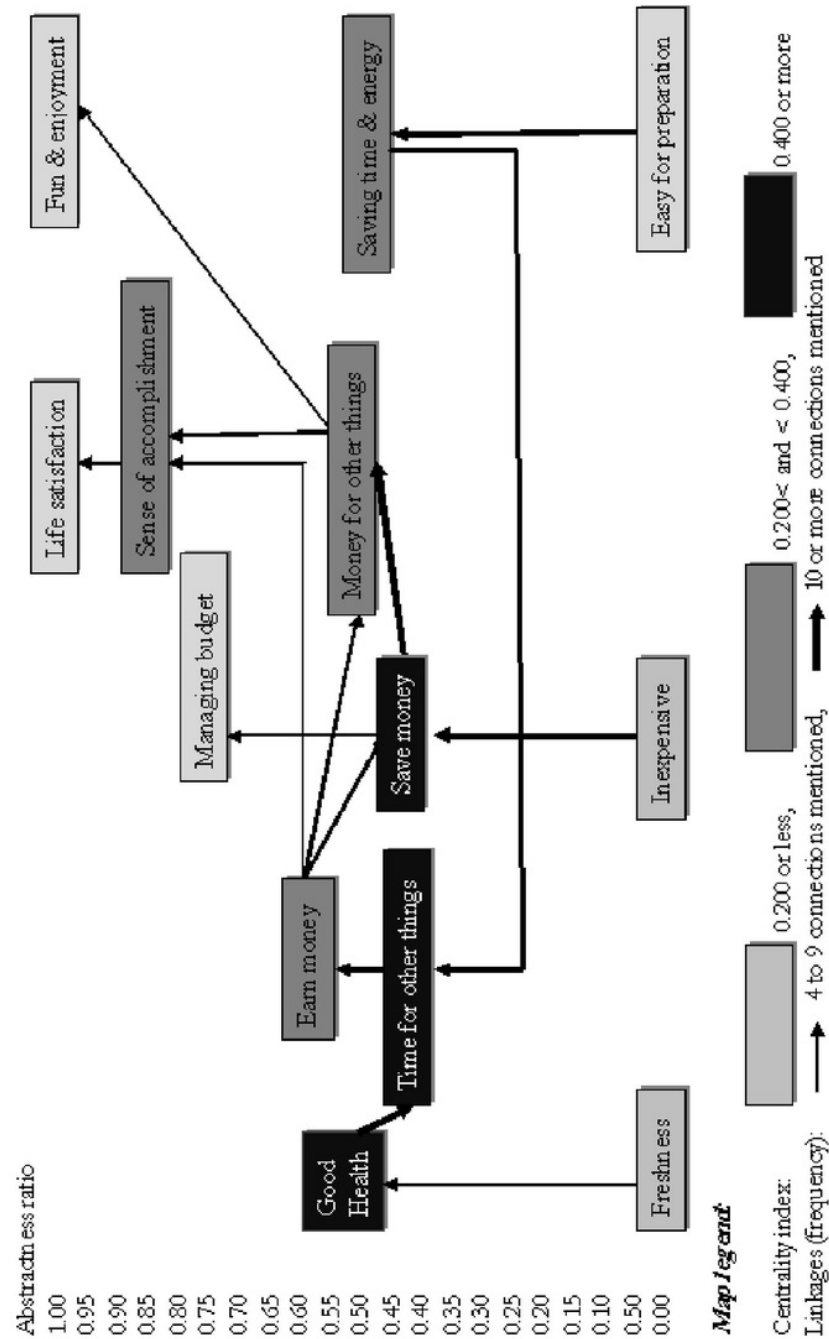 Abstractness ratio
1.00
0.95
0.90
0.85
0.80
0.75
0.70
0.65
0.60
0.55
0.50
0.45
0.40
0.35
0.30
0.25
0.20
0.15
0.10
0.50
0.00
Life satisfaction
Fun & enjoyment
Sense of accomplishment
Managing budget
Earn money
Good
Health
Money for other things
Saving time & energy
Time for other things
Save money
Freshness
Inexpensive
Easy for preparation
Map legend:
Centrality index:
0.200 or less,
0.200< and < 0.400,
0.400 or more
Linkages (frequency):
4 to 9 connections mentioned,
10 or more connections mentioned